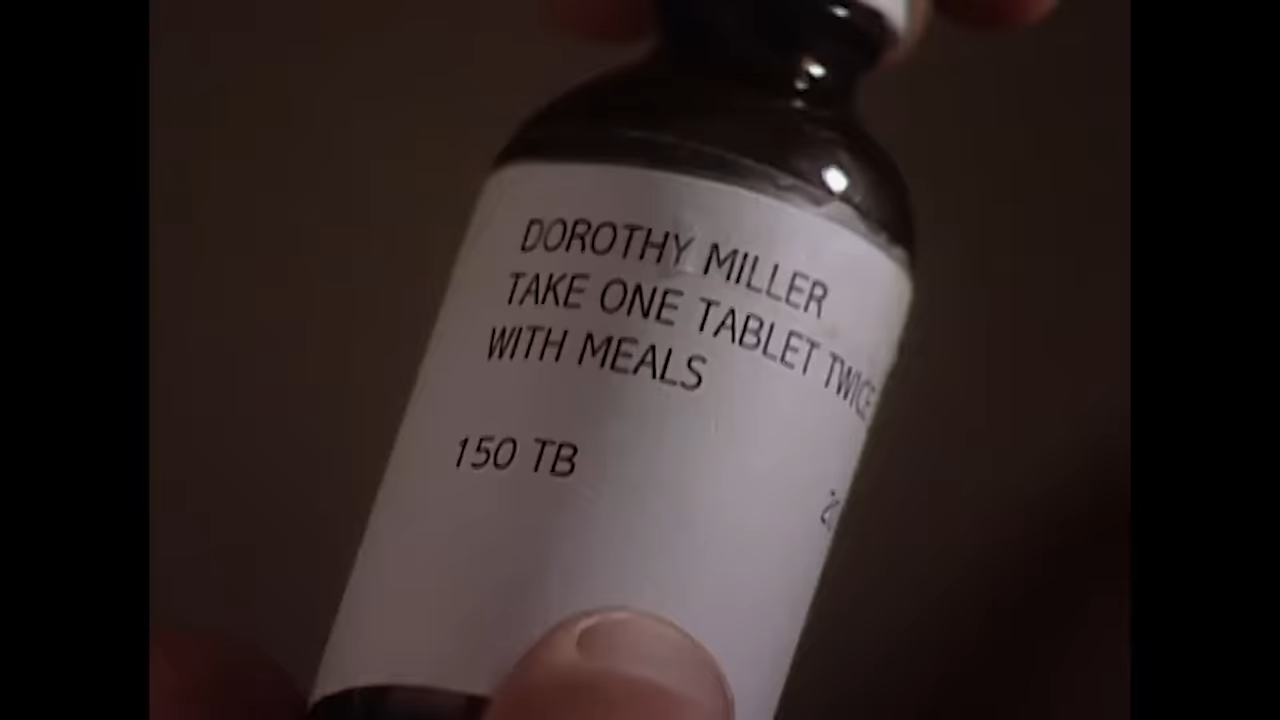 DOROTHY MILLER
TAKE ONE TABLET TWICE
WITH MEALS
150 TB